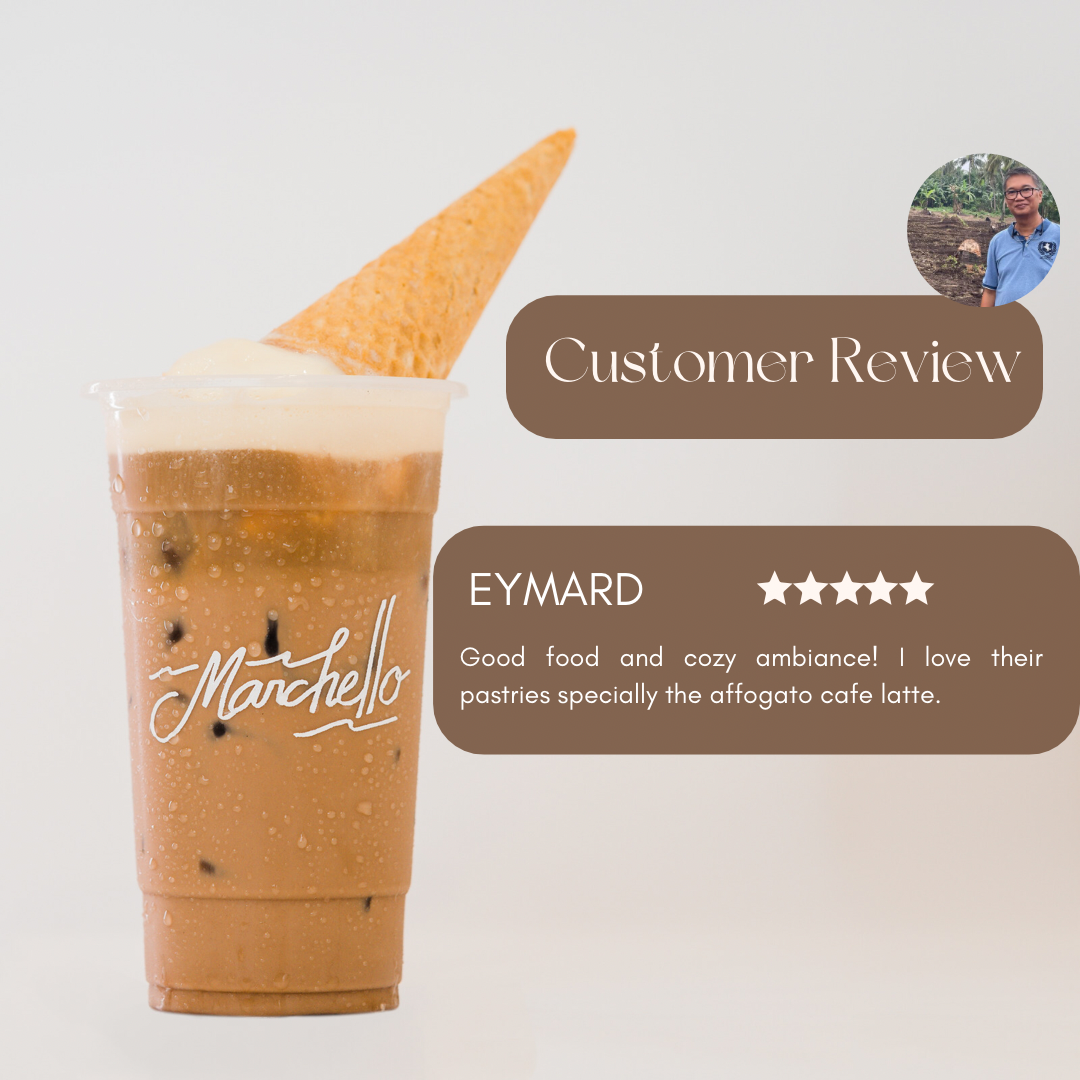 Customer Review
EYMARD
Good food and cozy ambiance! I love their
pastries specially the affogato cafe latte.
Marchello